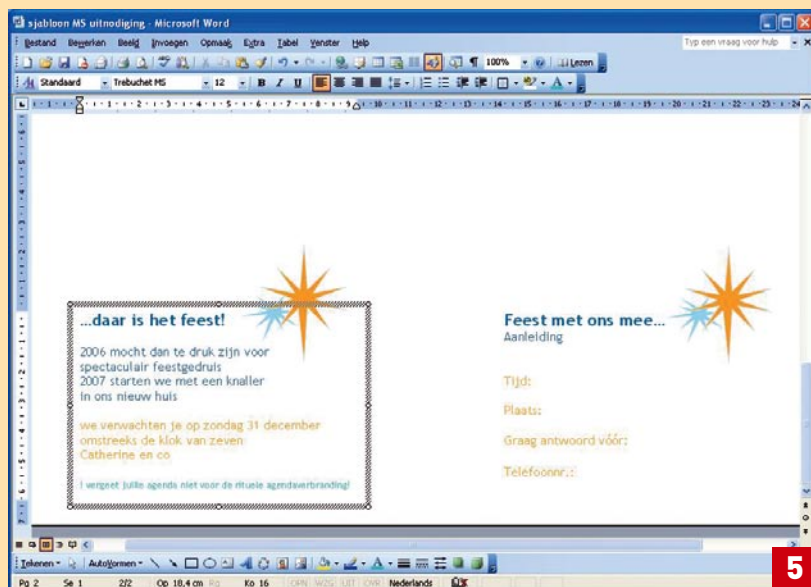 sjabloon MS uitnodiging - Microsoft Word
Bestand Bewerken Beeld Invoegen Opmaak Extra Tabel Venster Help
Typ een vraag voor hulp
100% Lezen
Standaard Trebuchet MS 12 B I U
...daar is het feest!
2006 mocht dan te druk zijn voor
spectaculair feestgedruis
2007 starten we met een knaller
in ons nieuw huis
we verwachten je op zondag 31 december
omstreeks de klok van zeven
Catherine en co
! vergeet jullie agenda niet voor de rituele agendaverbranding!
Feest met ons mee...
Aanleiding
Tijd:
Plaats:
Graag antwoord vóór:
Telefoonnr.:
Tekenen AutoVormen
Pg 2 Se 1 2/2 Op 18,4 cm Rg Ko 16 OPN WZG UIT OVR Nederlands
5